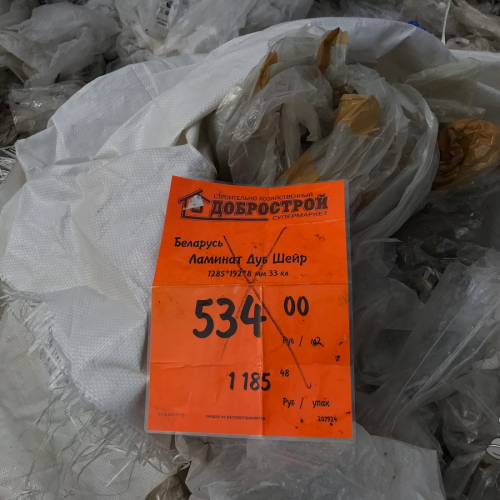 СТРОИТЕЛЬНО-ХОЗЯЙСТВЕННЫЙ
ДОБРОСТРОЙ
СУПЕРМАРКЕТ
Беларусь
Ламинат Дуб Шейр
1285*192*8 мм 33 кл
534 00
Руб / м2
1 185 48
Руб / упак
207924